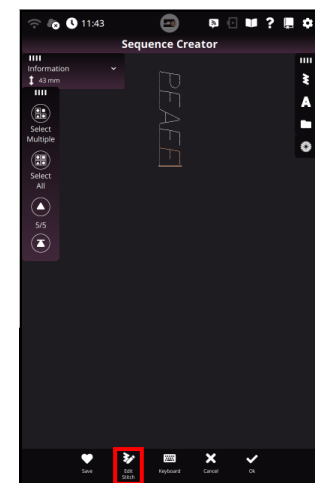 11:43
?
Sequence Creator
Information
43 mm
Select
Multiple
Select
All
5/5
A
PFAFF
Save
Edit
Stitch
Keyboard
Cancel
Ok